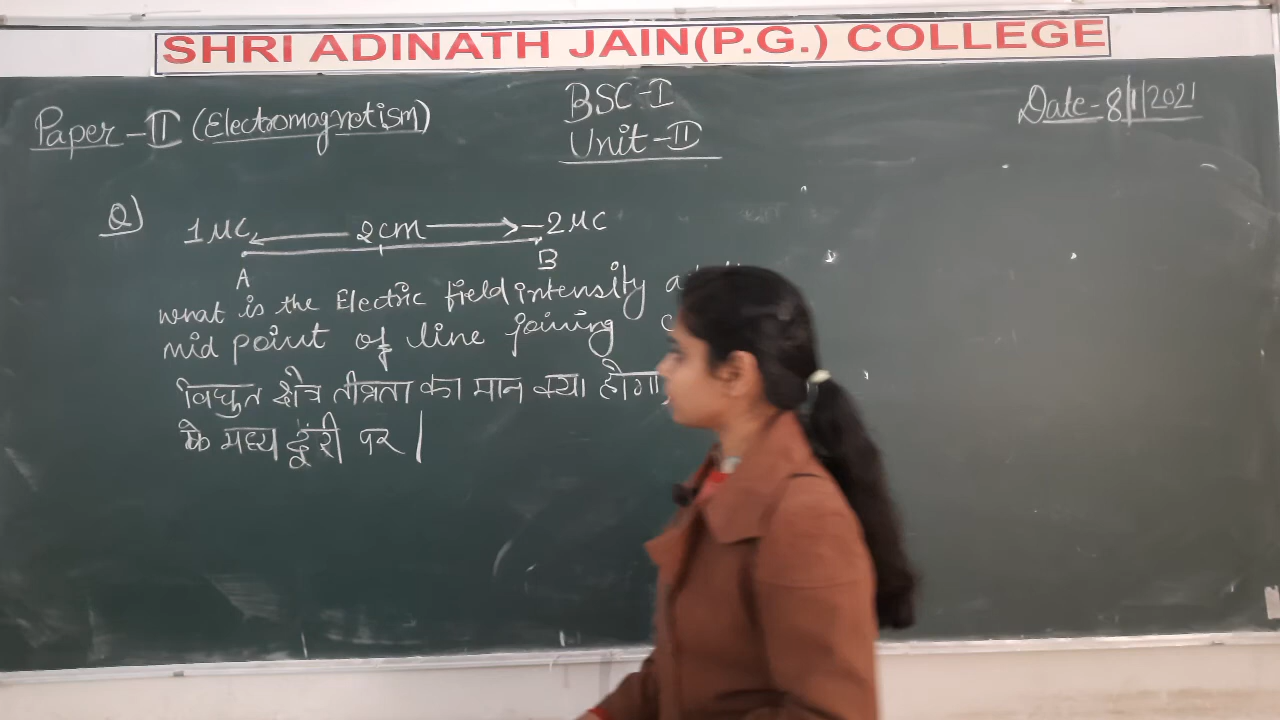 SHRI ADINATH JAIN(P.G.) COLLEGE
Paper-II (Electromagnetism)
BSC-I
Unit-II
Date-8/1/2021
Q) 1μC 2cm -2μC
A B
what is the Electric field intensity
mid point of line joining
विधुत क्षेत्र तीव्रता का मान क्या होगा
के मध्य दूरी पर |